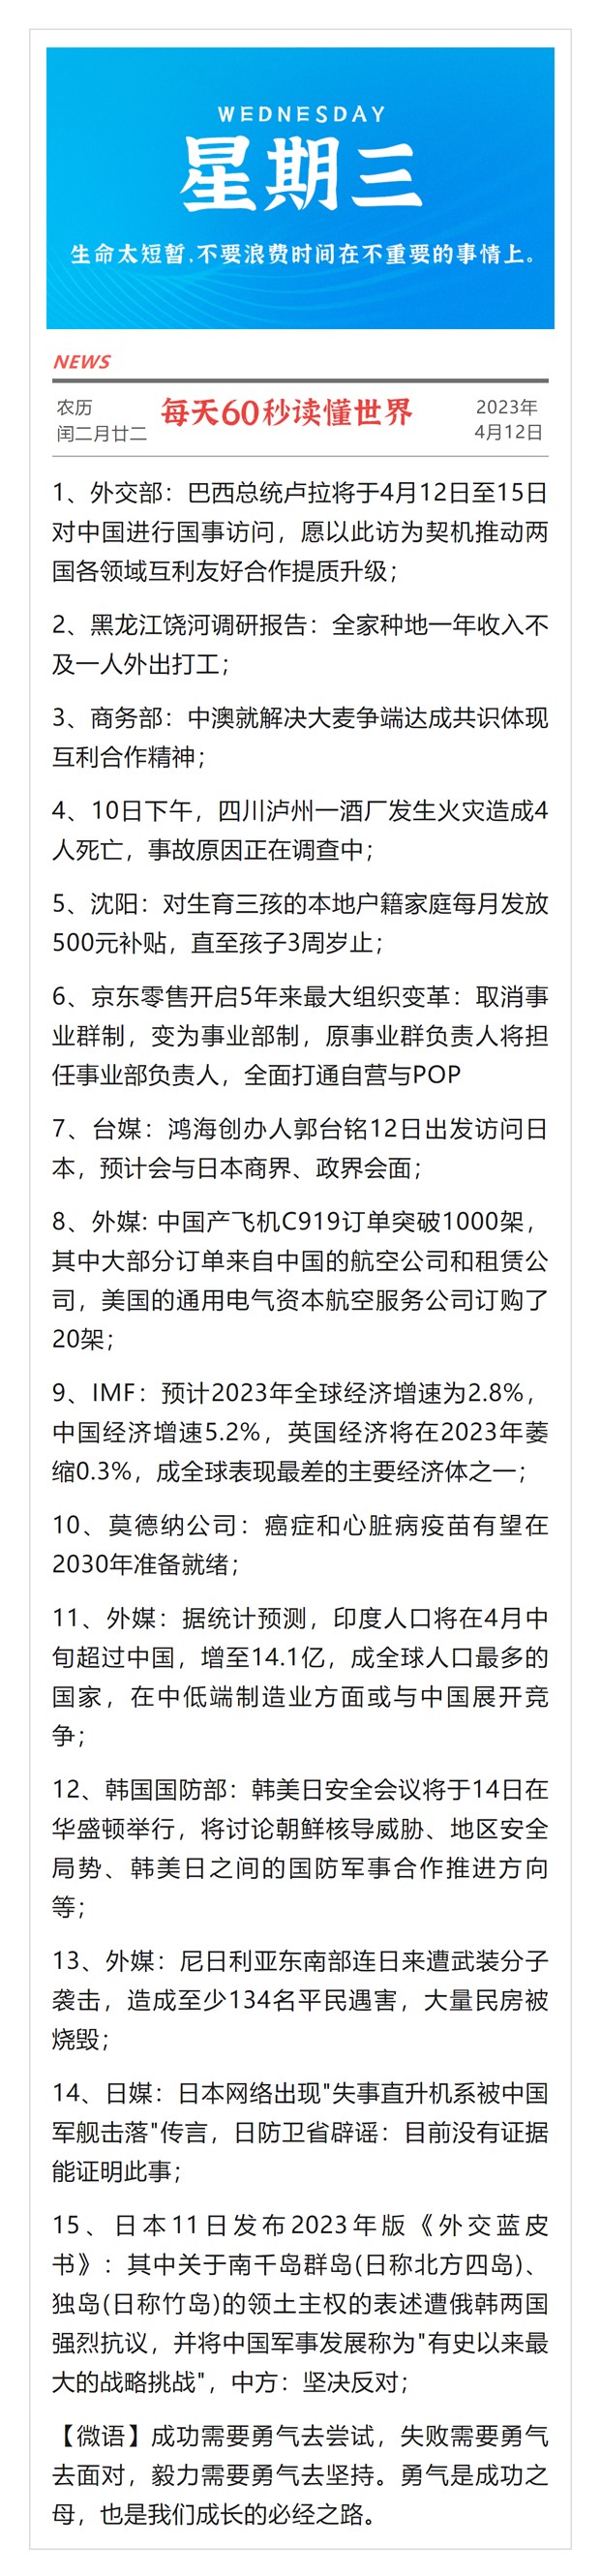 WEDNESDAY
星期三
生命太短暂,不要浪费时间在不重要的事情上。
NEWS
农历
闰二月廿二
每天60秒读懂世界
2023年
4月12日
1、外交部：巴西总统卢拉将于4月12日至15日
对中国进行国事访问，愿以此访为契机推动两
国各领域互利友好合作提质升级；
2、黑龙江饶河调研报告：全家种地一年收入不
及一人外出打工；
3、商务部：中澳就解决大麦争端达成共识体现
互利合作精神；
4、10日下午，四川泸州一酒厂发生火灾造成4
人死亡，事故原因正在调查中；
5、沈阳：对生育三孩的本地户籍家庭每月发放
500元补贴，直至孩子3周岁止；
6、京东零售开启5年来最大组织变革：取消事
业群制，变为事业部制，原事业群负责人将担
任事业部负责人，全面打通自营与POP
7、台媒：鸿海创办人郭台铭12日出发访问日
本，预计会与日本商界、政界会面；
8、外媒: 中国产飞机C919订单突破1000架，
其中大部分订单来自中国的航空公司和租赁公
司，美国的通用电气资本航空服务公司订购了
20架；
9、IMF：预计2023年全球经济增速为2.8%，
中国经济增速5.2%，英国经济将在2023年萎
缩0.3%，成全球表现最差的主要经济体之一；
10、莫德纳公司：癌症和心脏病疫苗有望在
2030年准备就绪；
11、外媒：据统计预测，印度人口将在4月中
旬超过中国，增至14.1亿，成全球人口最多的
国家，在中低端制造业方面或与中国展开竞
争；
12、韩国国防部：韩美日安全会议将于14日在
华盛顿举行，将讨论朝鲜核导威胁、地区安全
局势、韩美日之间的国防军事合作推进方向
等；
13、外媒：尼日利亚东南部连日来遭武装分子
袭击，造成至少134名平民遇害，大量民房被
烧毁；
14、日媒：日本网络出现"失事直升机系被中国
军舰击落"传言，日防卫省辟谣：目前没有证据
能证明此事；
15、日本11日发布2023年版《外交蓝皮
书》：其中关于南千岛群岛(日称北方四岛)、
独岛(日称竹岛)的领土主权的表述遭俄韩两国
强烈抗议，并将中国军事发展称为"有史以来最
大的战略挑战"，中方：坚决反对；
【微语】成功需要勇气去尝试，失败需要勇气
去面对，毅力需要勇气去坚持。勇气是成功之
母，也是我们成长的必经之路。